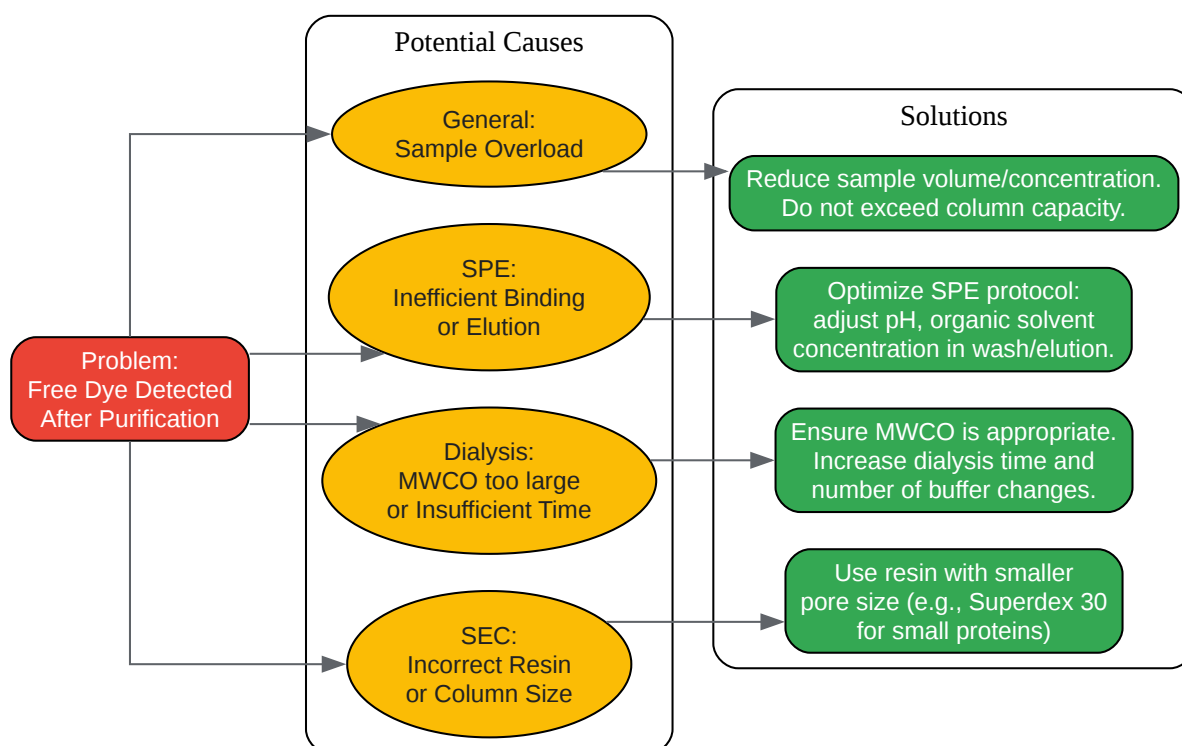 Potential Causes
General:
Sample Overload
SPE:
Inefficient Binding
or Elution
Dialysis:
MWCO too large
or Insufficient Time
SEC:
Incorrect Resin
or Column Size
Problem:
Free Dye Detected
After Purification
Solutions
Reduce sample volume/concentration.
Do not exceed column capacity.
Optimize SPE protocol:
adjust pH, organic solvent
concentration in wash/elution.
Ensure MWCO is appropriate.
Increase dialysis time and
number of buffer changes.
Use resin with smaller
pore size (e.g., Superdex 30
for small proteins)